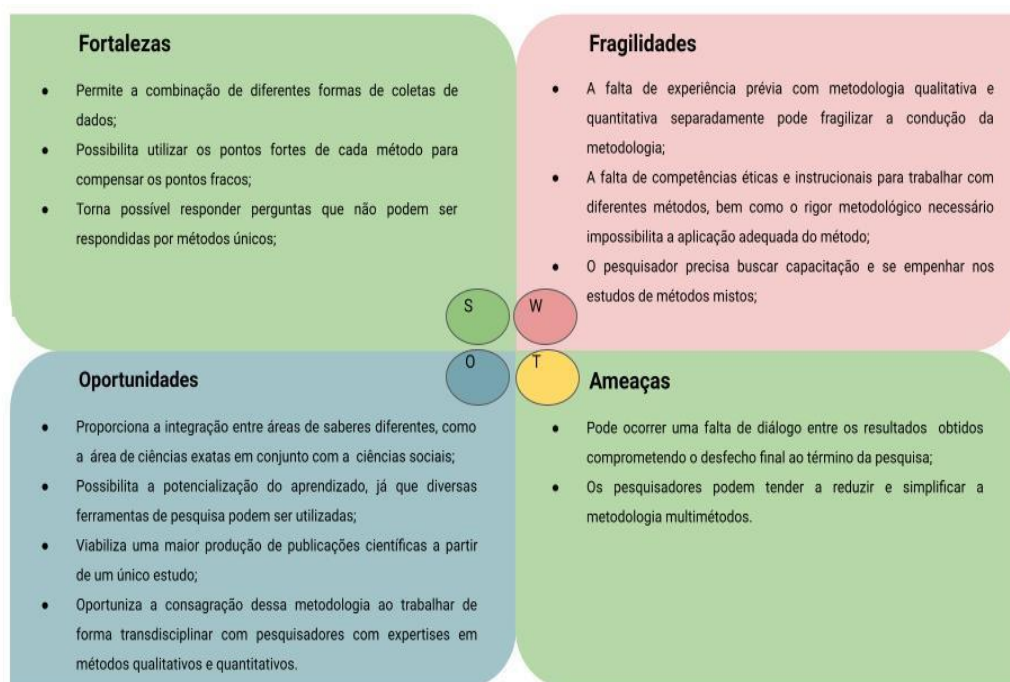 Fortalezas
• Permite a combinação de diferentes formas de coletas de
dados;
• Possibilita utilizar os pontos fortes de cada método para
compensar os pontos fracos;
• Torna possível responder perguntas que não podem ser
respondidas por métodos únicos;
Fragilidades
• A falta de experiência prévia com metodologia qualitativa e
quantitativa separadamente pode fragilizar a condução da
metodologia;
• A falta de competências éticas e instrucionais para trabalhar com
diferentes métodos, bem como o rigor metodológico necessário
impossibilita a aplicação adequada do método;
• O pesquisador precisa buscar capacitação e se empenhar nos
estudos de métodos mistos;
S
W
O
T
Oportunidades
• Proporciona a integração entre áreas de saberes diferentes, como
a área de ciências exatas em conjunto com a ciências sociais;
• Possibilita a potencialização do aprendizado, já que diversas
ferramentas de pesquisa podem ser utilizadas;
• Viabiliza uma maior produção de publicações científicas a partir
de um único estudo;
• Oportuniza a consagração dessa metodologia ao trabalhar de
forma transdisciplinar com pesquisadores com expertises em
métodos qualitativos e quantitativos.
Ameaças
• Pode ocorrer uma falta de diálogo entre os resultados obtidos
comprometendo o desfecho final ao término da pesquisa;
• Os pesquisadores podem tender a reduzir e simplificar a
metodologia multimétodos.